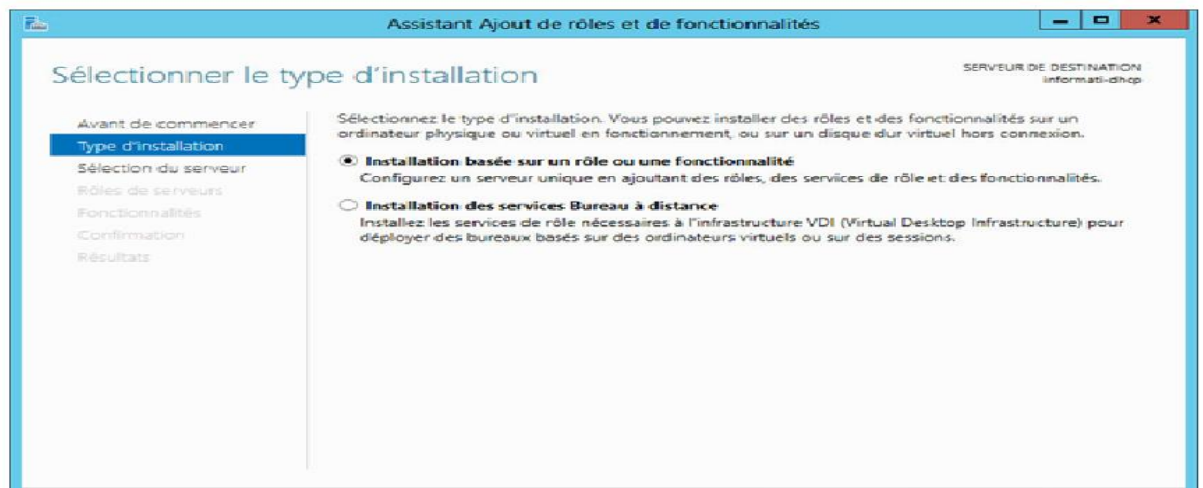 Assistant Ajout de rôles et de fonctionnalités
Sélectionner le type d'installation
SERVEUR DE DESTINATION
informati-dhcp
Avant de commencer
Type d'installation
Sélection du serveur
Rôles de serveurs
Fonctionnalités
Confirmation
Résultats
Sélectionnez le type d'installation. Vous pouvez installer des rôles et des fonctionnalités sur un
ordinateur physique ou virtuel en fonctionnement, ou sur un disque dur virtuel hors connexion.
Installation basée sur un rôle ou une fonctionnalité
Configurez un serveur unique en ajoutant des rôles, des services de rôle et des fonctionnalités.
Installation des services Bureau à distance
Installez les services de rôle nécessaires à l'infrastructure VDI (Virtual Desktop Infrastructure) pour
déployer des bureaux basés sur des ordinateurs virtuels ou sur des sessions.